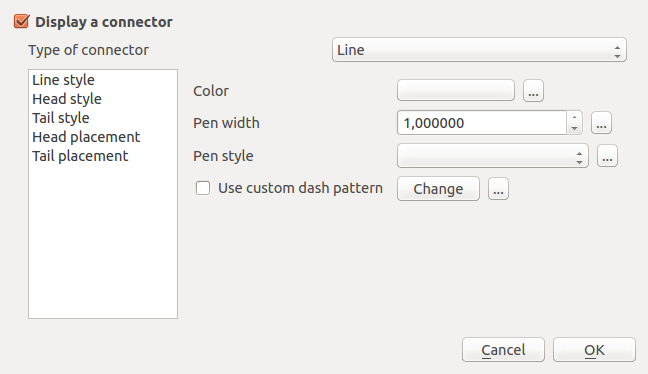 Display a connector
Type of connector
Line
Line style
Head style
Tail style
Head placement
Tail placement
Color
...
Pen width
1,000000
...
Pen style
...
Use custom dash pattern
Change
...
Cancel
OK